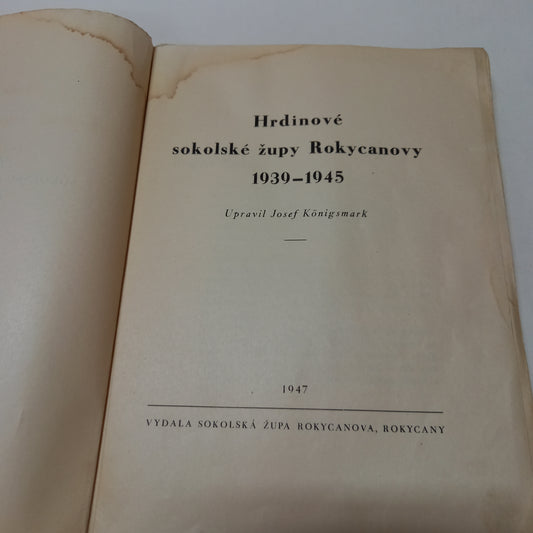 Hrdinové
sokolské župy Rokycanovy
1939–1945
Upravil Josef Königsmark
1947
VYDALA SOKOLSKÁ ŽUPA ROKYCANOVA, ROKYCANY